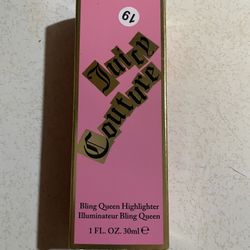 19
Juicy
Couture
Bling Queen Highlighter
Illuminateur Bling Queen
1 FL. OZ. 30ml e